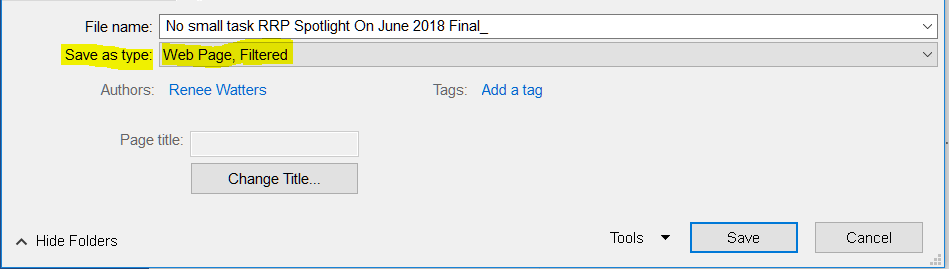 File name: No small task RRP Spotlight On June 2018 Final_
Save as type: Web Page, Filtered
Authors: Renee Watters Tags: Add a tag
Page title:
Change Title...
Hide Folders Tools Save Cancel